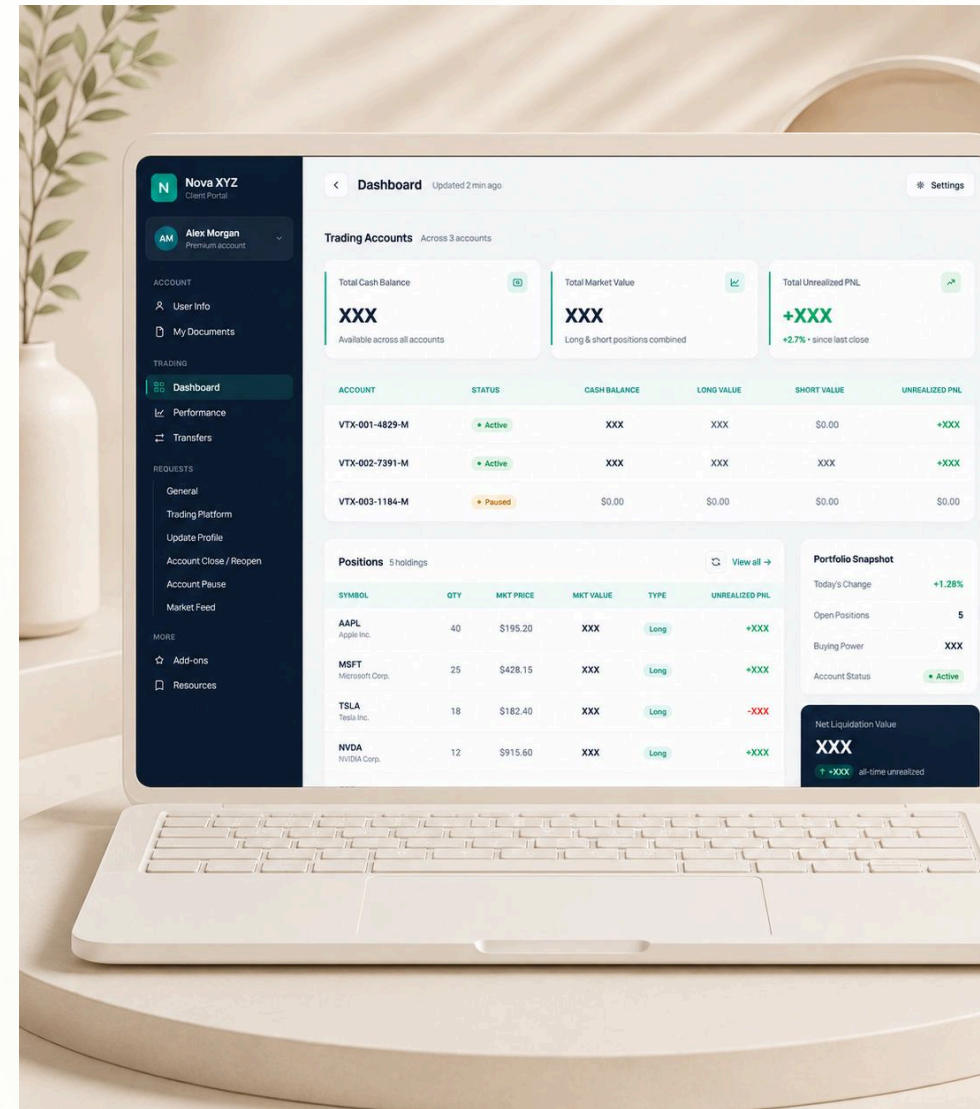 N
Nova XYZ
Client Portal
AM
Alex Morgan
Premium account
ACCOUNT
User Info
My Documents
TRADING
Dashboard
Performance
Transfers
REQUESTS
General
Trading Platform
Update Profile
Account Close / Reopen
Account Pause
Market Feed
MORE
Add-ons
Resources
Dashboard Updated 2 min ago
Settings
Trading Accounts Across 3 accounts
Total Cash Balance
XXX
Available across all accounts
Total Market Value
XXX
Long & short positions combined
Total Unrealized PNL
+XXX
+2.7% • since last close
ACCOUNT STATUS CASH BALANCE LONG VALUE SHORT VALUE UNREALIZED PNL
VTX-001-4829-M • Active XXX XXX $0.00 +XXX
VTX-002-7391-M • Active XXX XXX XXX +XXX
VTX-003-1184-M • Paused $0.00 $0.00 $0.00 $0.00
Positions 5 holdings
View all →
SYMBOL QTY MKT PRICE MKT VALUE TYPE UNREALIZED PNL
AAPL 40 $195.20 XXX Long +XXX
Apple Inc.
MSFT 25 $428.15 XXX Long +XXX
Microsoft Corp.
TSLA 18 $182.40 XXX Long -XXX
Tesla Inc.
NVDA 12 $915.60 XXX Long +XXX
NVIDIA Corp.
Portfolio Snapshot
Today's Change +1.28%
Open Positions 5
Buying Power XXX
Account Status • Active
Net Liquidation Value
XXX
↑ +XXX all-time unrealized